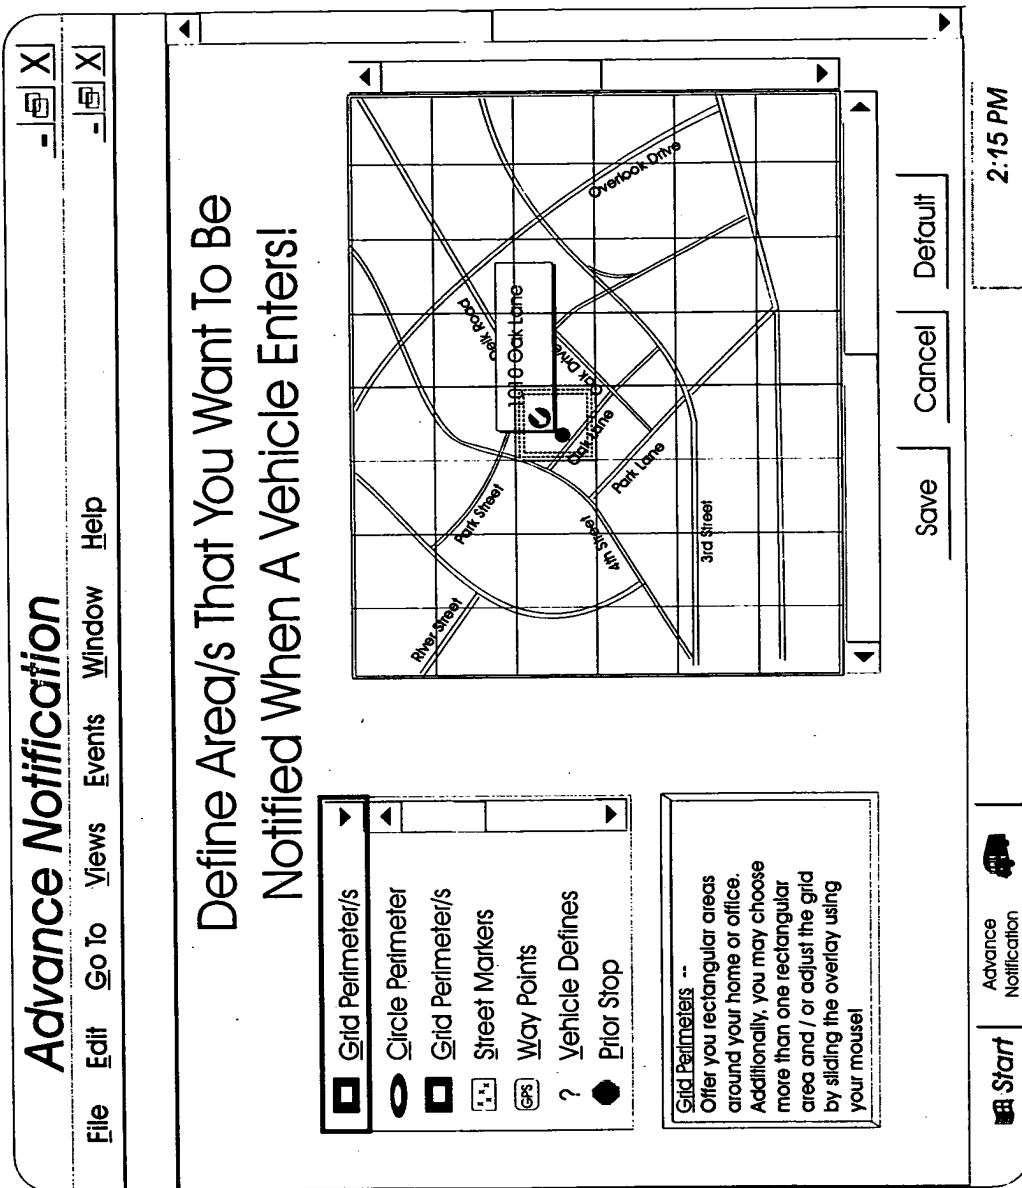 Advance Notification
File Edit Go To Views Events Window Help
Define Area/s That You Want To Be
Notified When A Vehicle Enters!
Grid Perimeter/s
Circle Perimeter
Grid Perimeter/s
Street Markers
GPS Way Points
? Vehicle Defines
Prior Stop
Grid Perimeters --
Offer you rectangular areas
around your home or office.
Additionally, you may choose
more than one rectangular
area and / or adjust the grid
by sliding the overlay using
your mouse!
River Street
Park Street
4th Street
3rd Street
Park Lane
Oak Lane
Oak Drive
1010 Oak Lane
Overlook Drive
Save Cancel Default
Start
Advance
Notification
2:15 PM